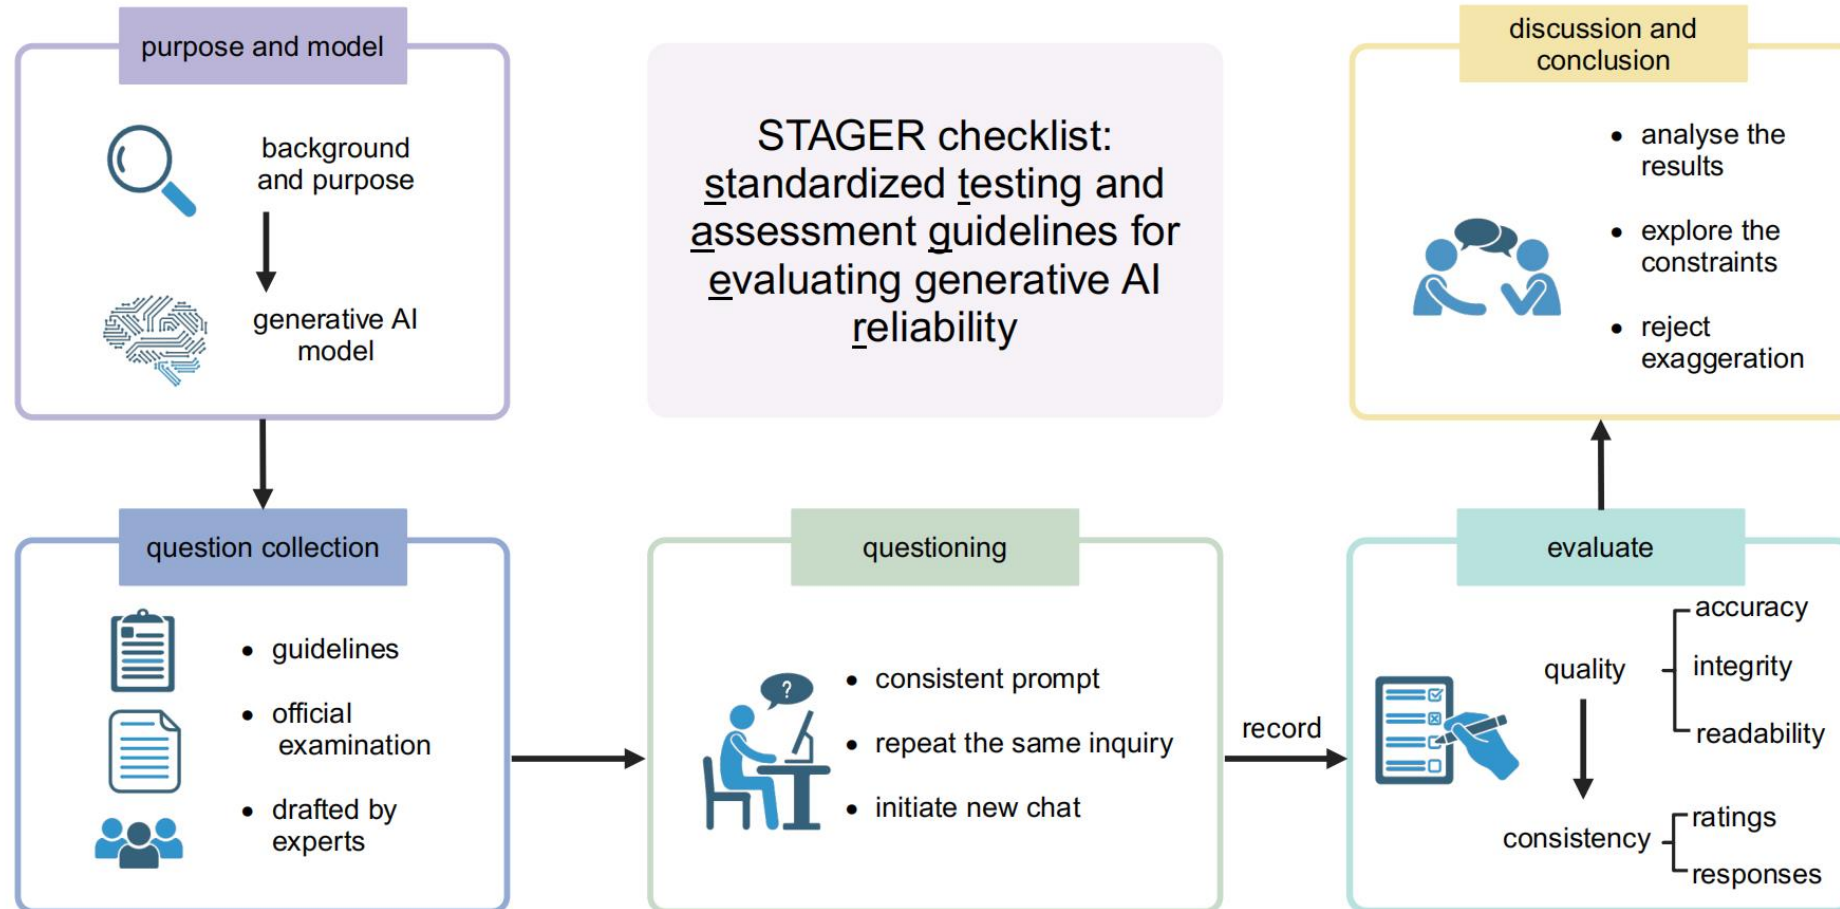 purpose and model
background
and purpose
generative AI
model
STAGER checklist:
standardized testing and
assessment guidelines for
evaluating generative AI
reliability
discussion and
conclusion
• analyse the
results
• explore the
constraints
• reject
exaggeration
question collection
• guidelines
• official
examination
• drafted by
experts
questioning
?
• consistent prompt
• repeat the same inquiry
• initiate new chat
record
evaluate
quality
accuracy
integrity
readability
consistency
ratings
responses